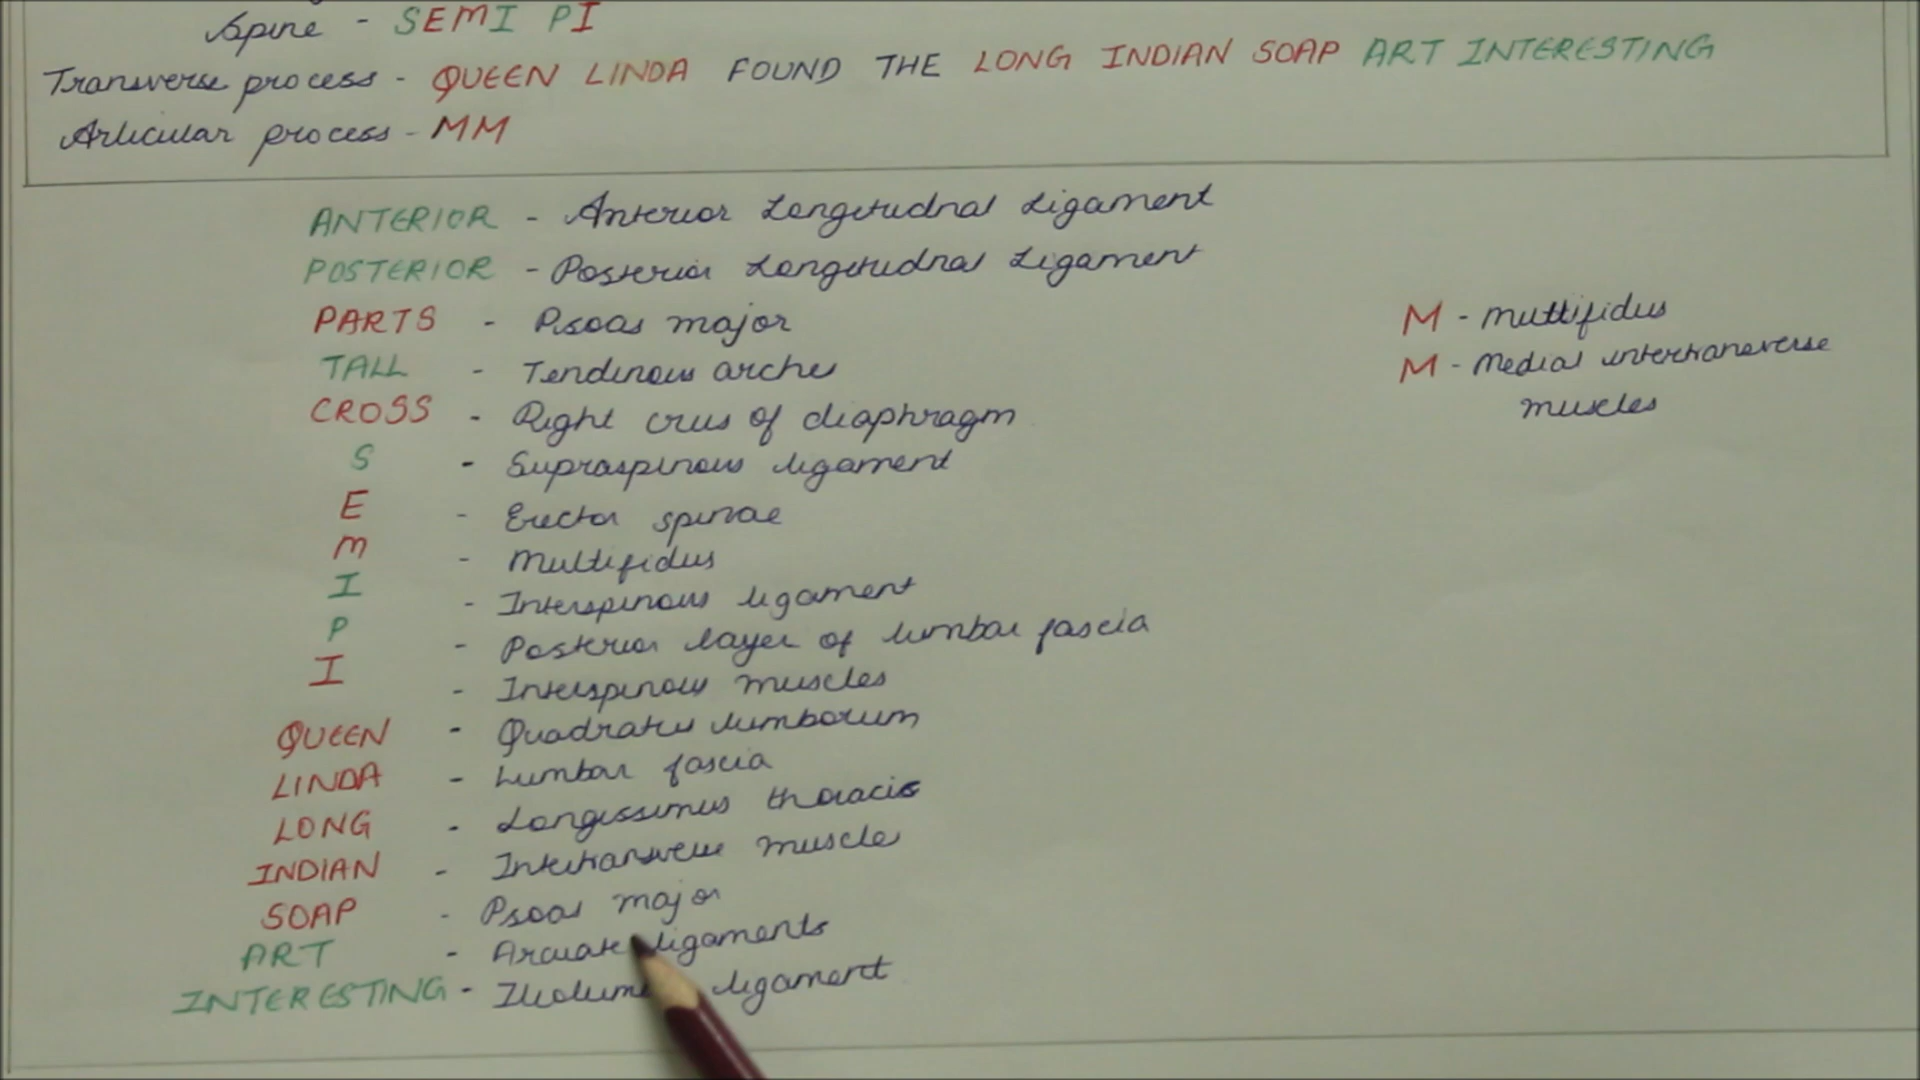 Spine - SEMI PI
Transverse process - QUEEN LINDA FOUND THE LONG INDIAN SOAP ART INTERESTING
Articular process - MM
ANTERIOR - Anterior Longitudnal Ligament
POSTERIOR - Posterior Longitudnal Ligament
PARTS - Psoas major
TALL - Tendinous arches
CROSS - Right crus of diaphragm
S - Supraspinous ligament
E - Erector spinae
M - Multifidus
I - Interspinous ligament
P - Posterior layer of lumbar fascia
I - Interspinous muscles
QUEEN - Quadratus lumborum
LINDA - Lumbar fascia
LONG - Longissimus thoracis
INDIAN - Intertransverse muscle
SOAP - Psoas major
ART - Arcuate ligaments
INTERESTING - ligament
M - Multifidus
M - Medial intertransverse
muscles